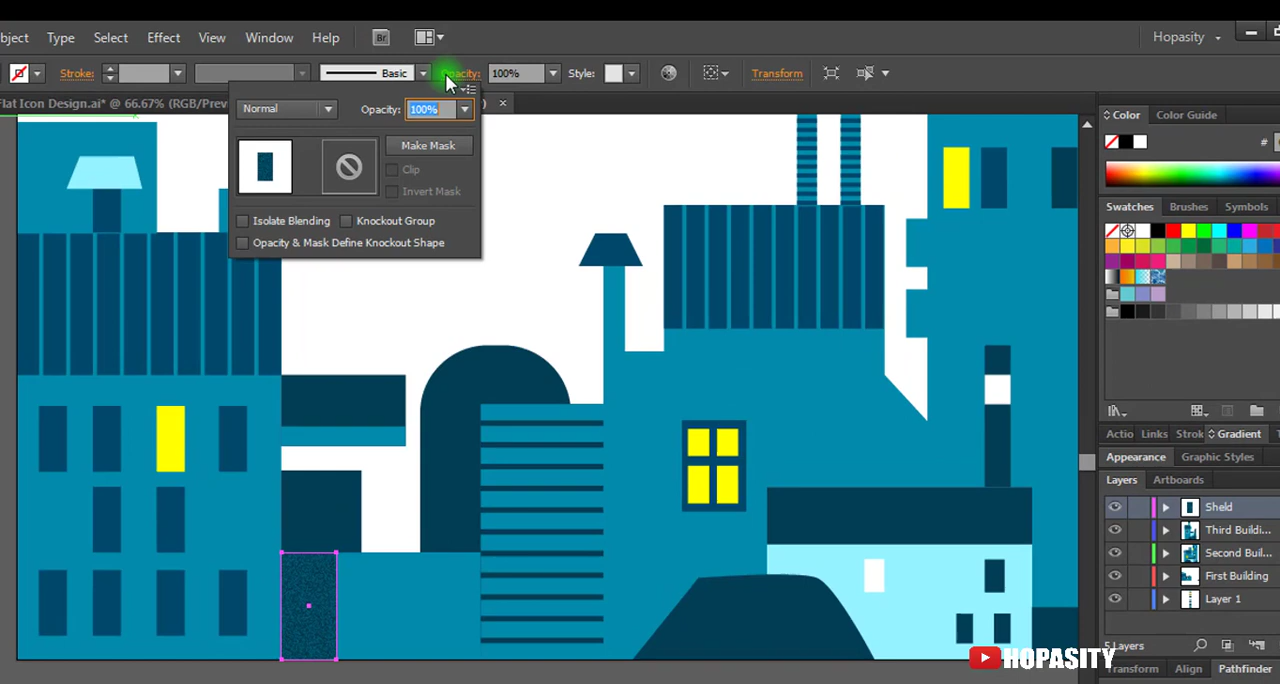 bject Type Select Effect View Window Help Br Hopasity
Stroke: Basic Opacity: 100% Style: Transform
Flat Icon Design.ai* @ 66.67% (RGB/Prev )
Normal Opacity: 100%
Make Mask
Clip
Invert Mask
Isolate Blending Knockout Group
Opacity & Mask Define Knockout Shape
Color Color Guide
#
Swatches Brushes Symbols
Actio Links Strok Gradient T
Appearance Graphic Styles
Layers Artboards
Sheld
Third Buildi...
Second Buil...
First Building
Layer 1
5 Layers
HOPASITY
Transform Align Pathfinder